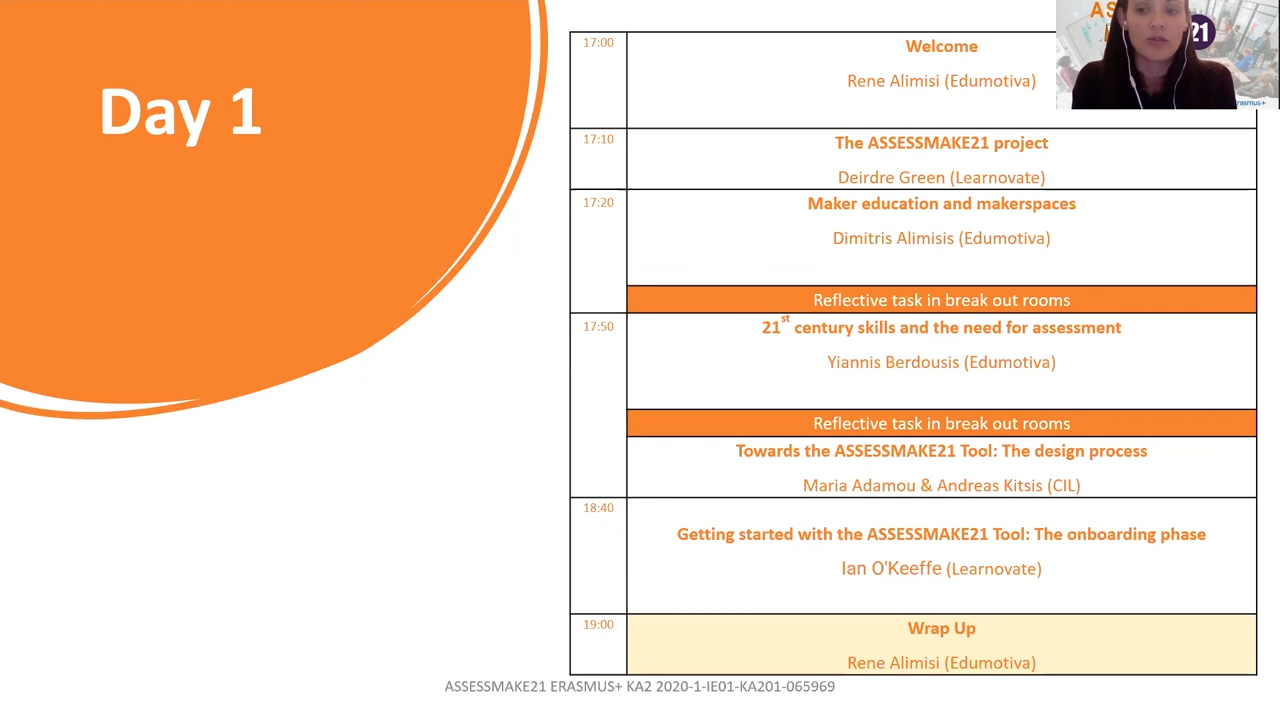 Day 1
17:00
Welcome
Rene Alimisi (Edumotiva)
17:10
The ASSESSMAKE21 project
Deirdre Green (Learnovate)
17:20
Maker education and makerspaces
Dimitris Alimisis (Edumotiva)
Reflective task in break out rooms
17:50
21st century skills and the need for assessment
Yiannis Berdousis (Edumotiva)
Reflective task in break out rooms
Towards the ASSESSMAKE21 Tool: The design process
Maria Adamou & Andreas Kitsis (CIL)
18:40
Getting started with the ASSESSMAKE21 Tool: The onboarding phase
Ian O'Keeffe (Learnovate)
19:00
Wrap Up
Rene Alimisi (Edumotiva)
ASSESSMAKE21 ERASMUS+ KA2 2020-1-IE01-KA201-065969
AS
21
rasmus+